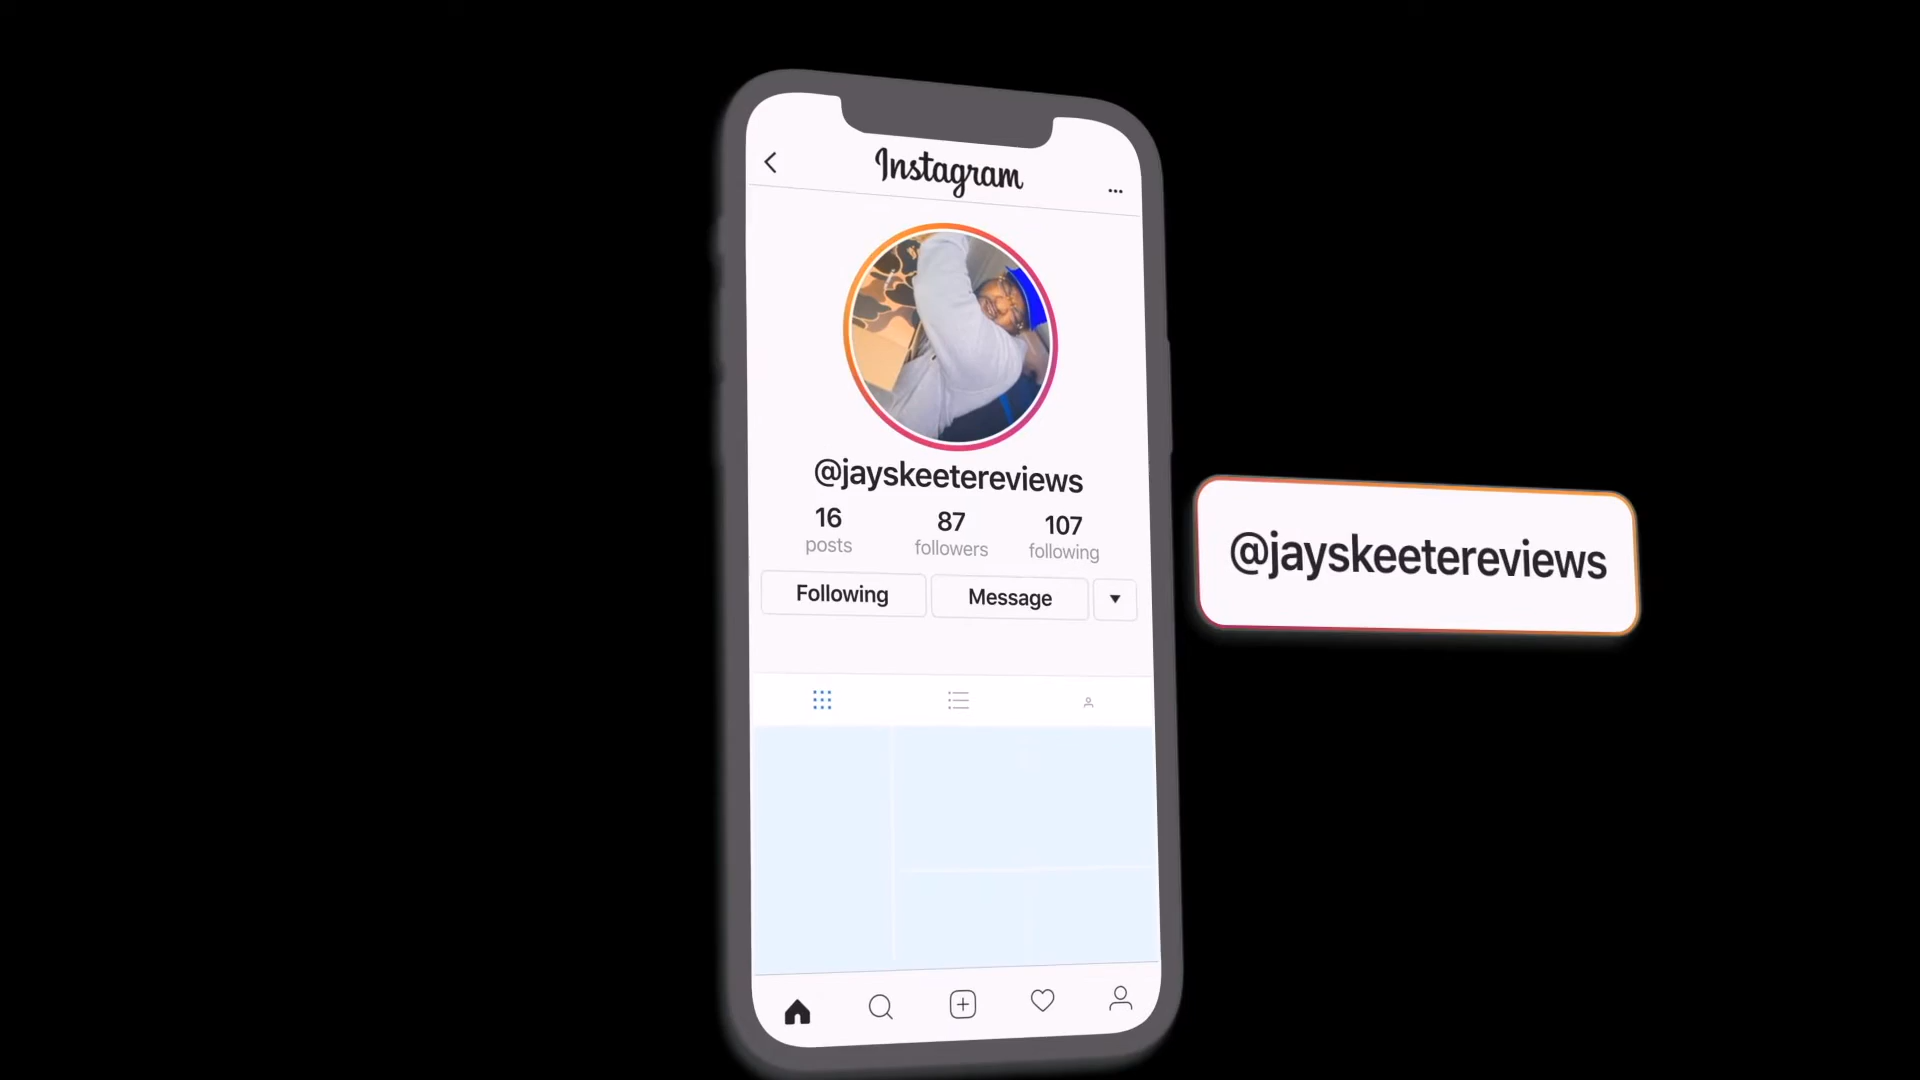 Instagram
@jayskeetereviews
16 87 107
posts followers following
Following Message
@jayskeetereviews